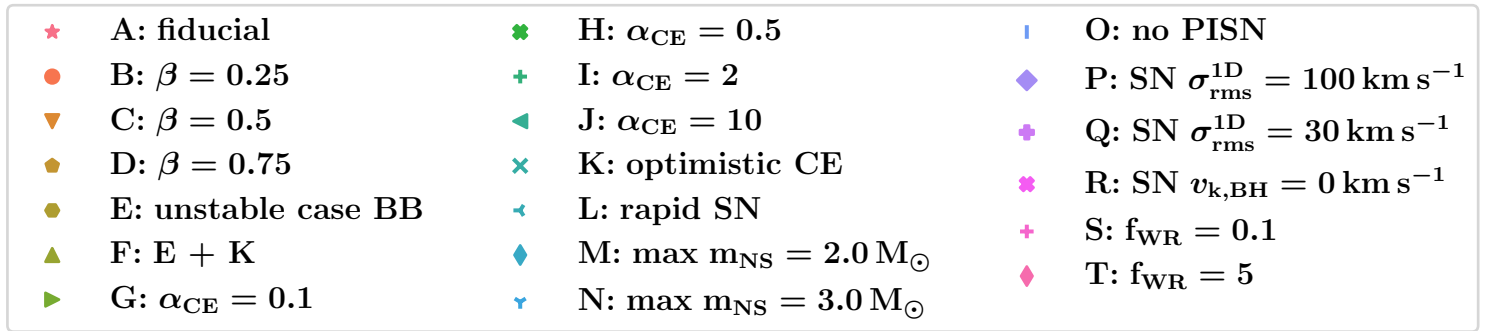 A: fiducial
B: β = 0.25
C: β = 0.5
D: β = 0.75
E: unstable case BB
F: E + K
G: α_CE = 0.1
H: α_CE = 0.5
I: α_CE = 2
J: α_CE = 10
K: optimistic CE
L: rapid SN
M: max m_NS = 2.0 M_⊙
N: max m_NS = 3.0 M_⊙
O: no PISN
P: SN σ_rms^1D = 100 km s^−1
Q: SN σ_rms^1D = 30 km s^−1
R: SN v_k,BH = 0 km s^−1
S: f_WR = 0.1
T: f_WR = 5